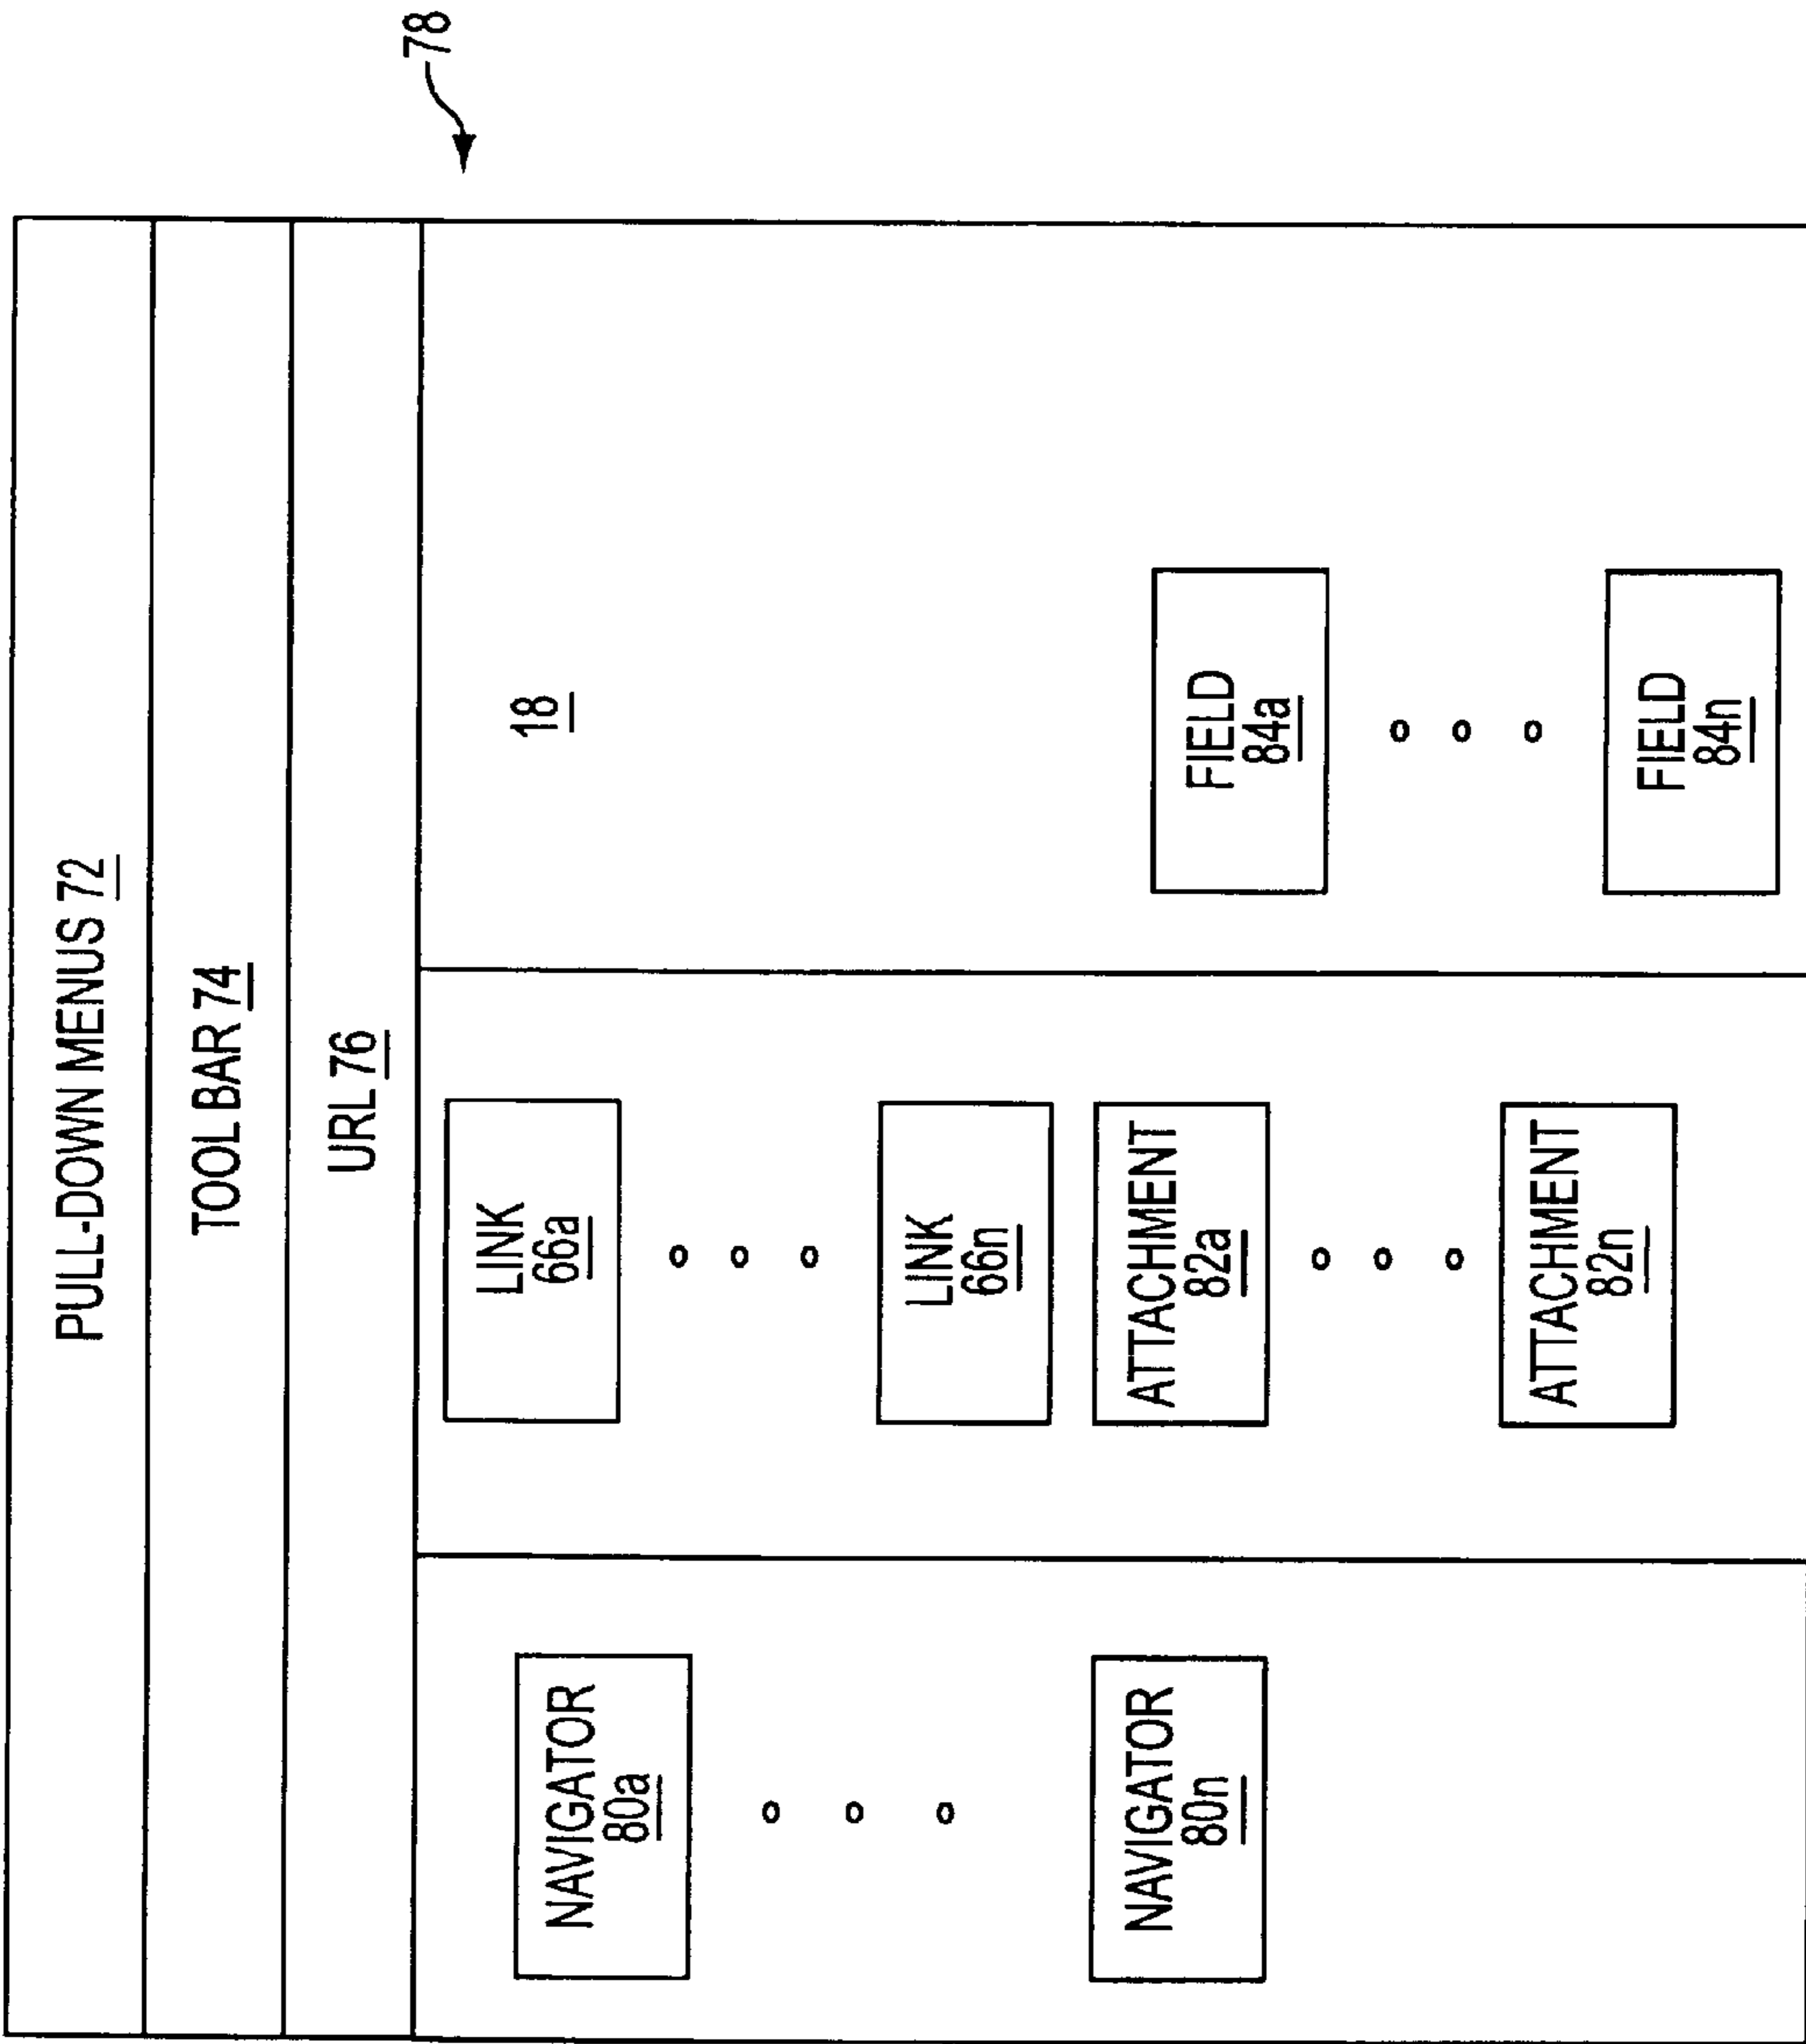 78
PULL-DOWN MENUS 72
TOOL BAR 74
URL 76
NAVIGATOR
80a
NAVIGATOR
80n
LINK
66a
LINK
66n
ATTACHMENT
82a
ATTACHMENT
82n
18
FIELD
84a
FIELD
84n